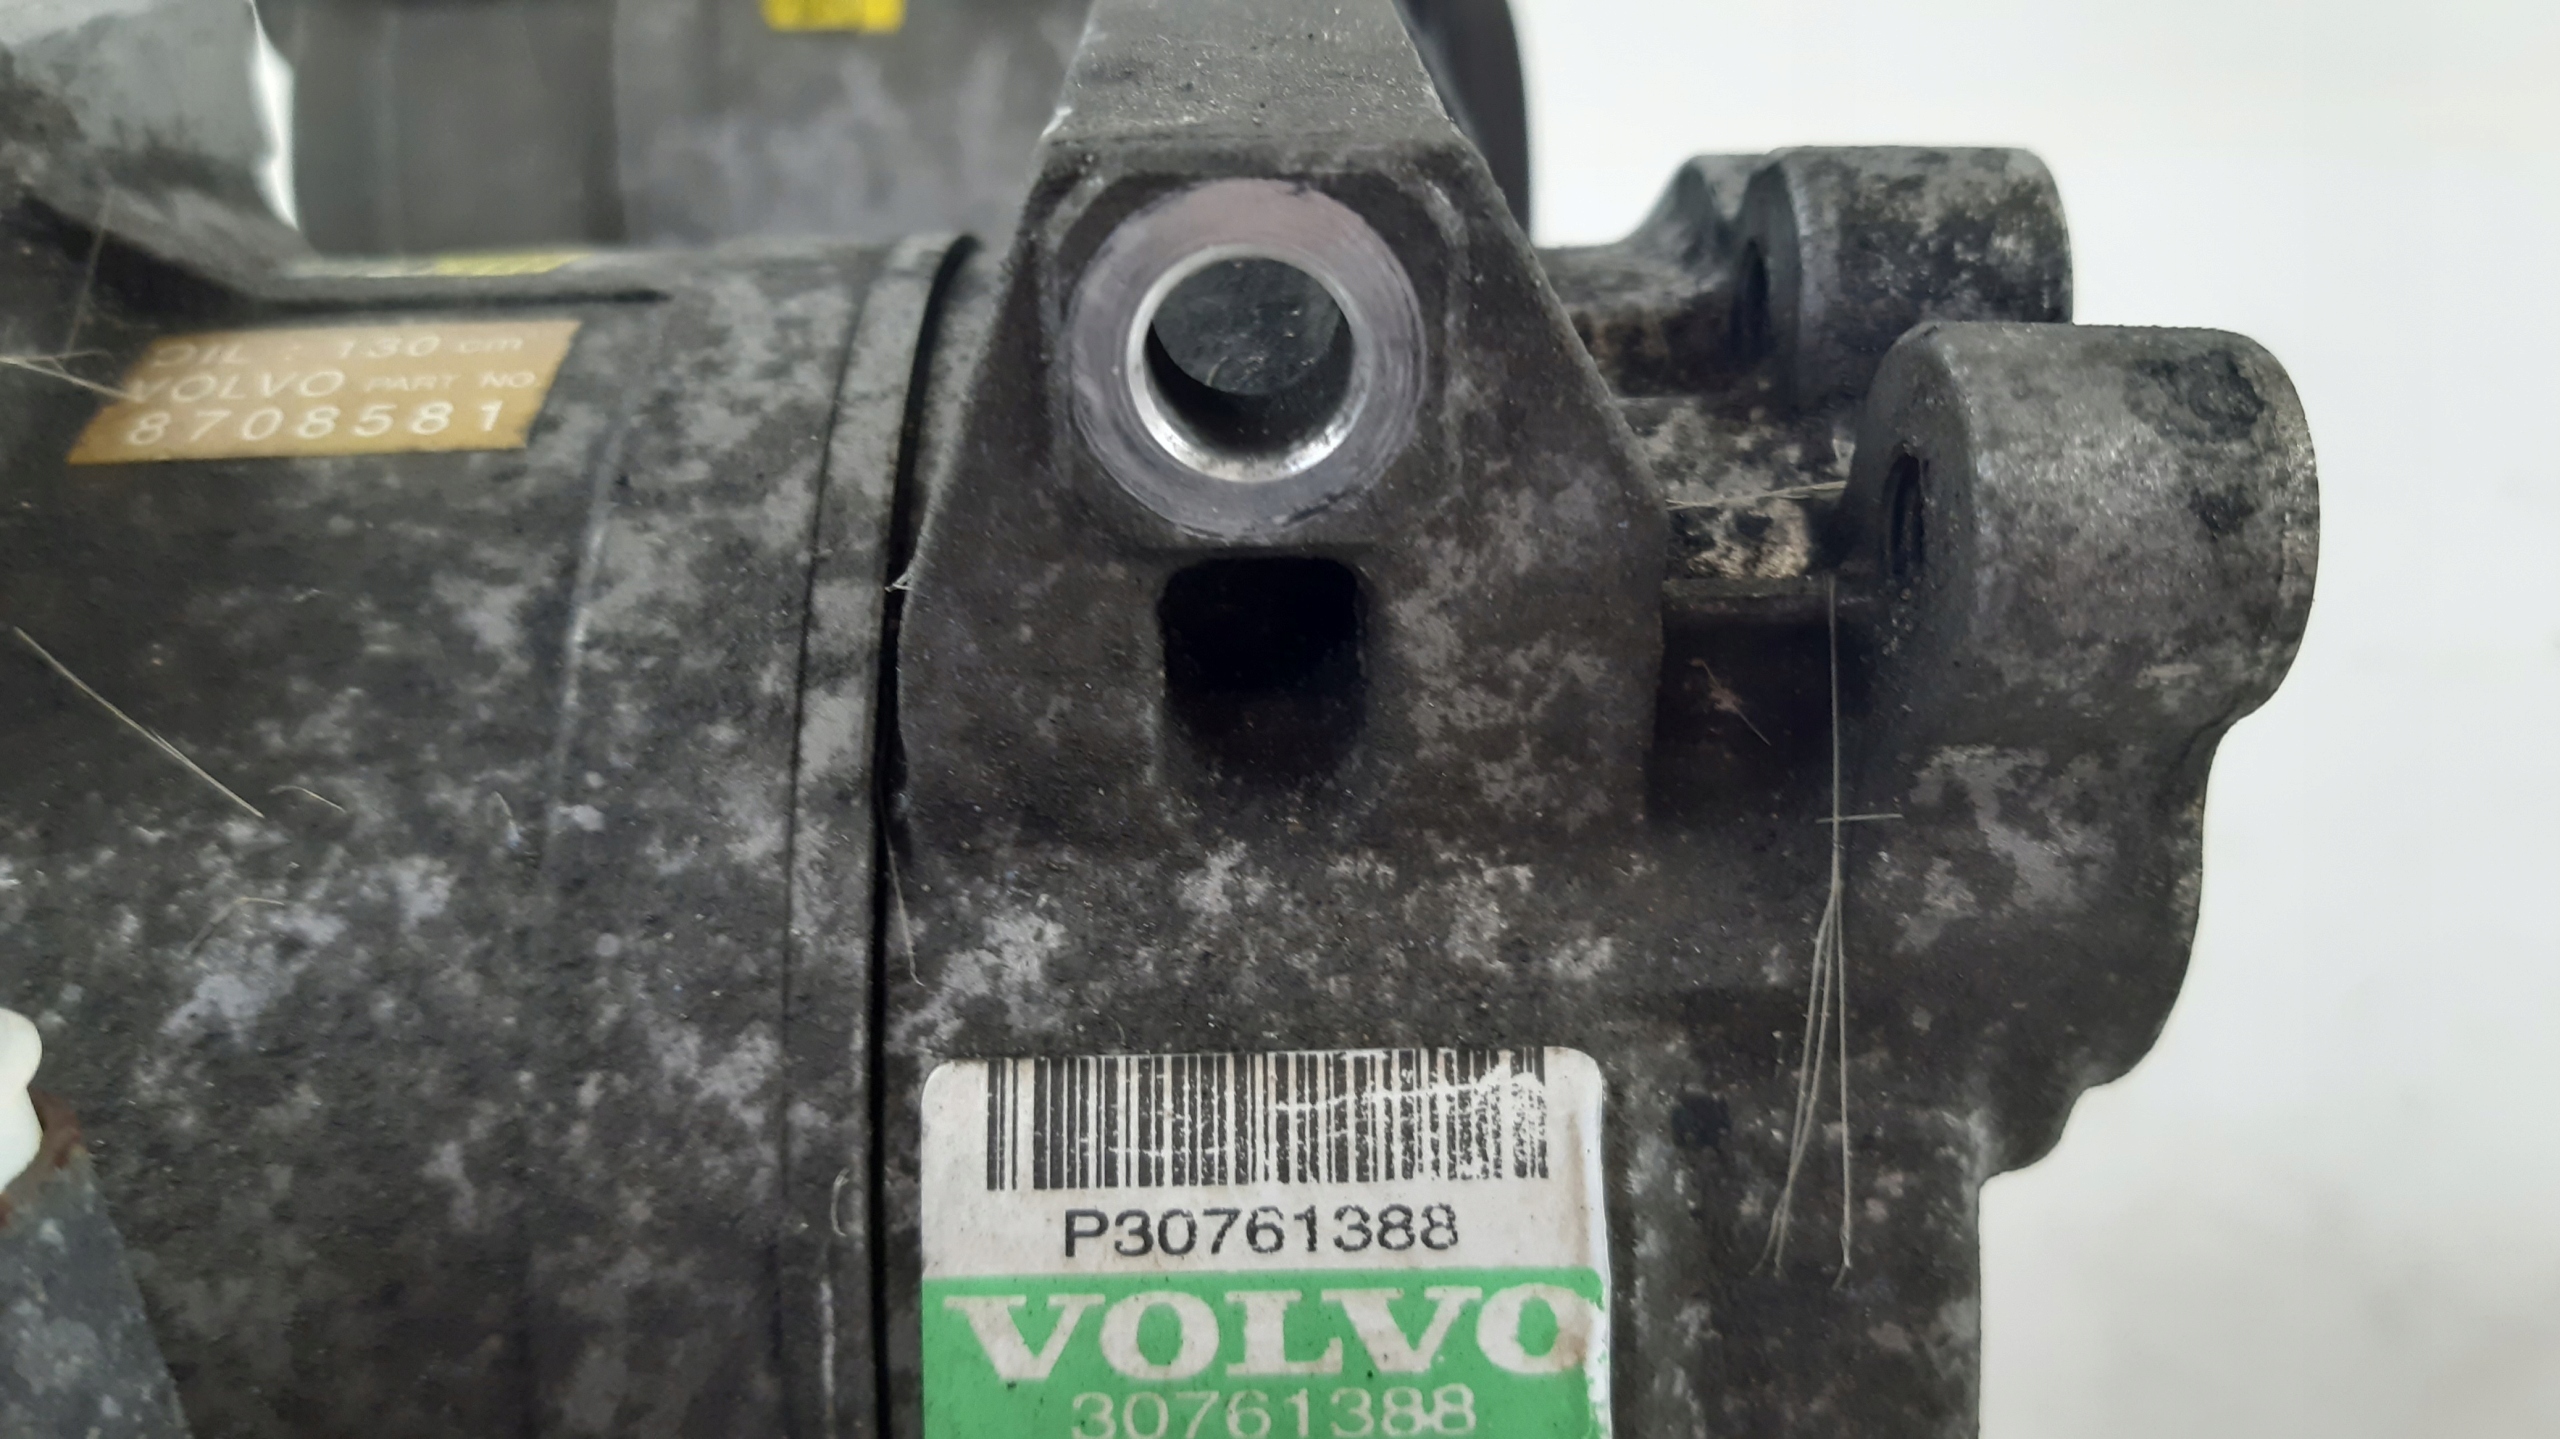 OIL : 130 cm
VOLVO PART NO.
8708581
P30761388
VOLVO
30761388